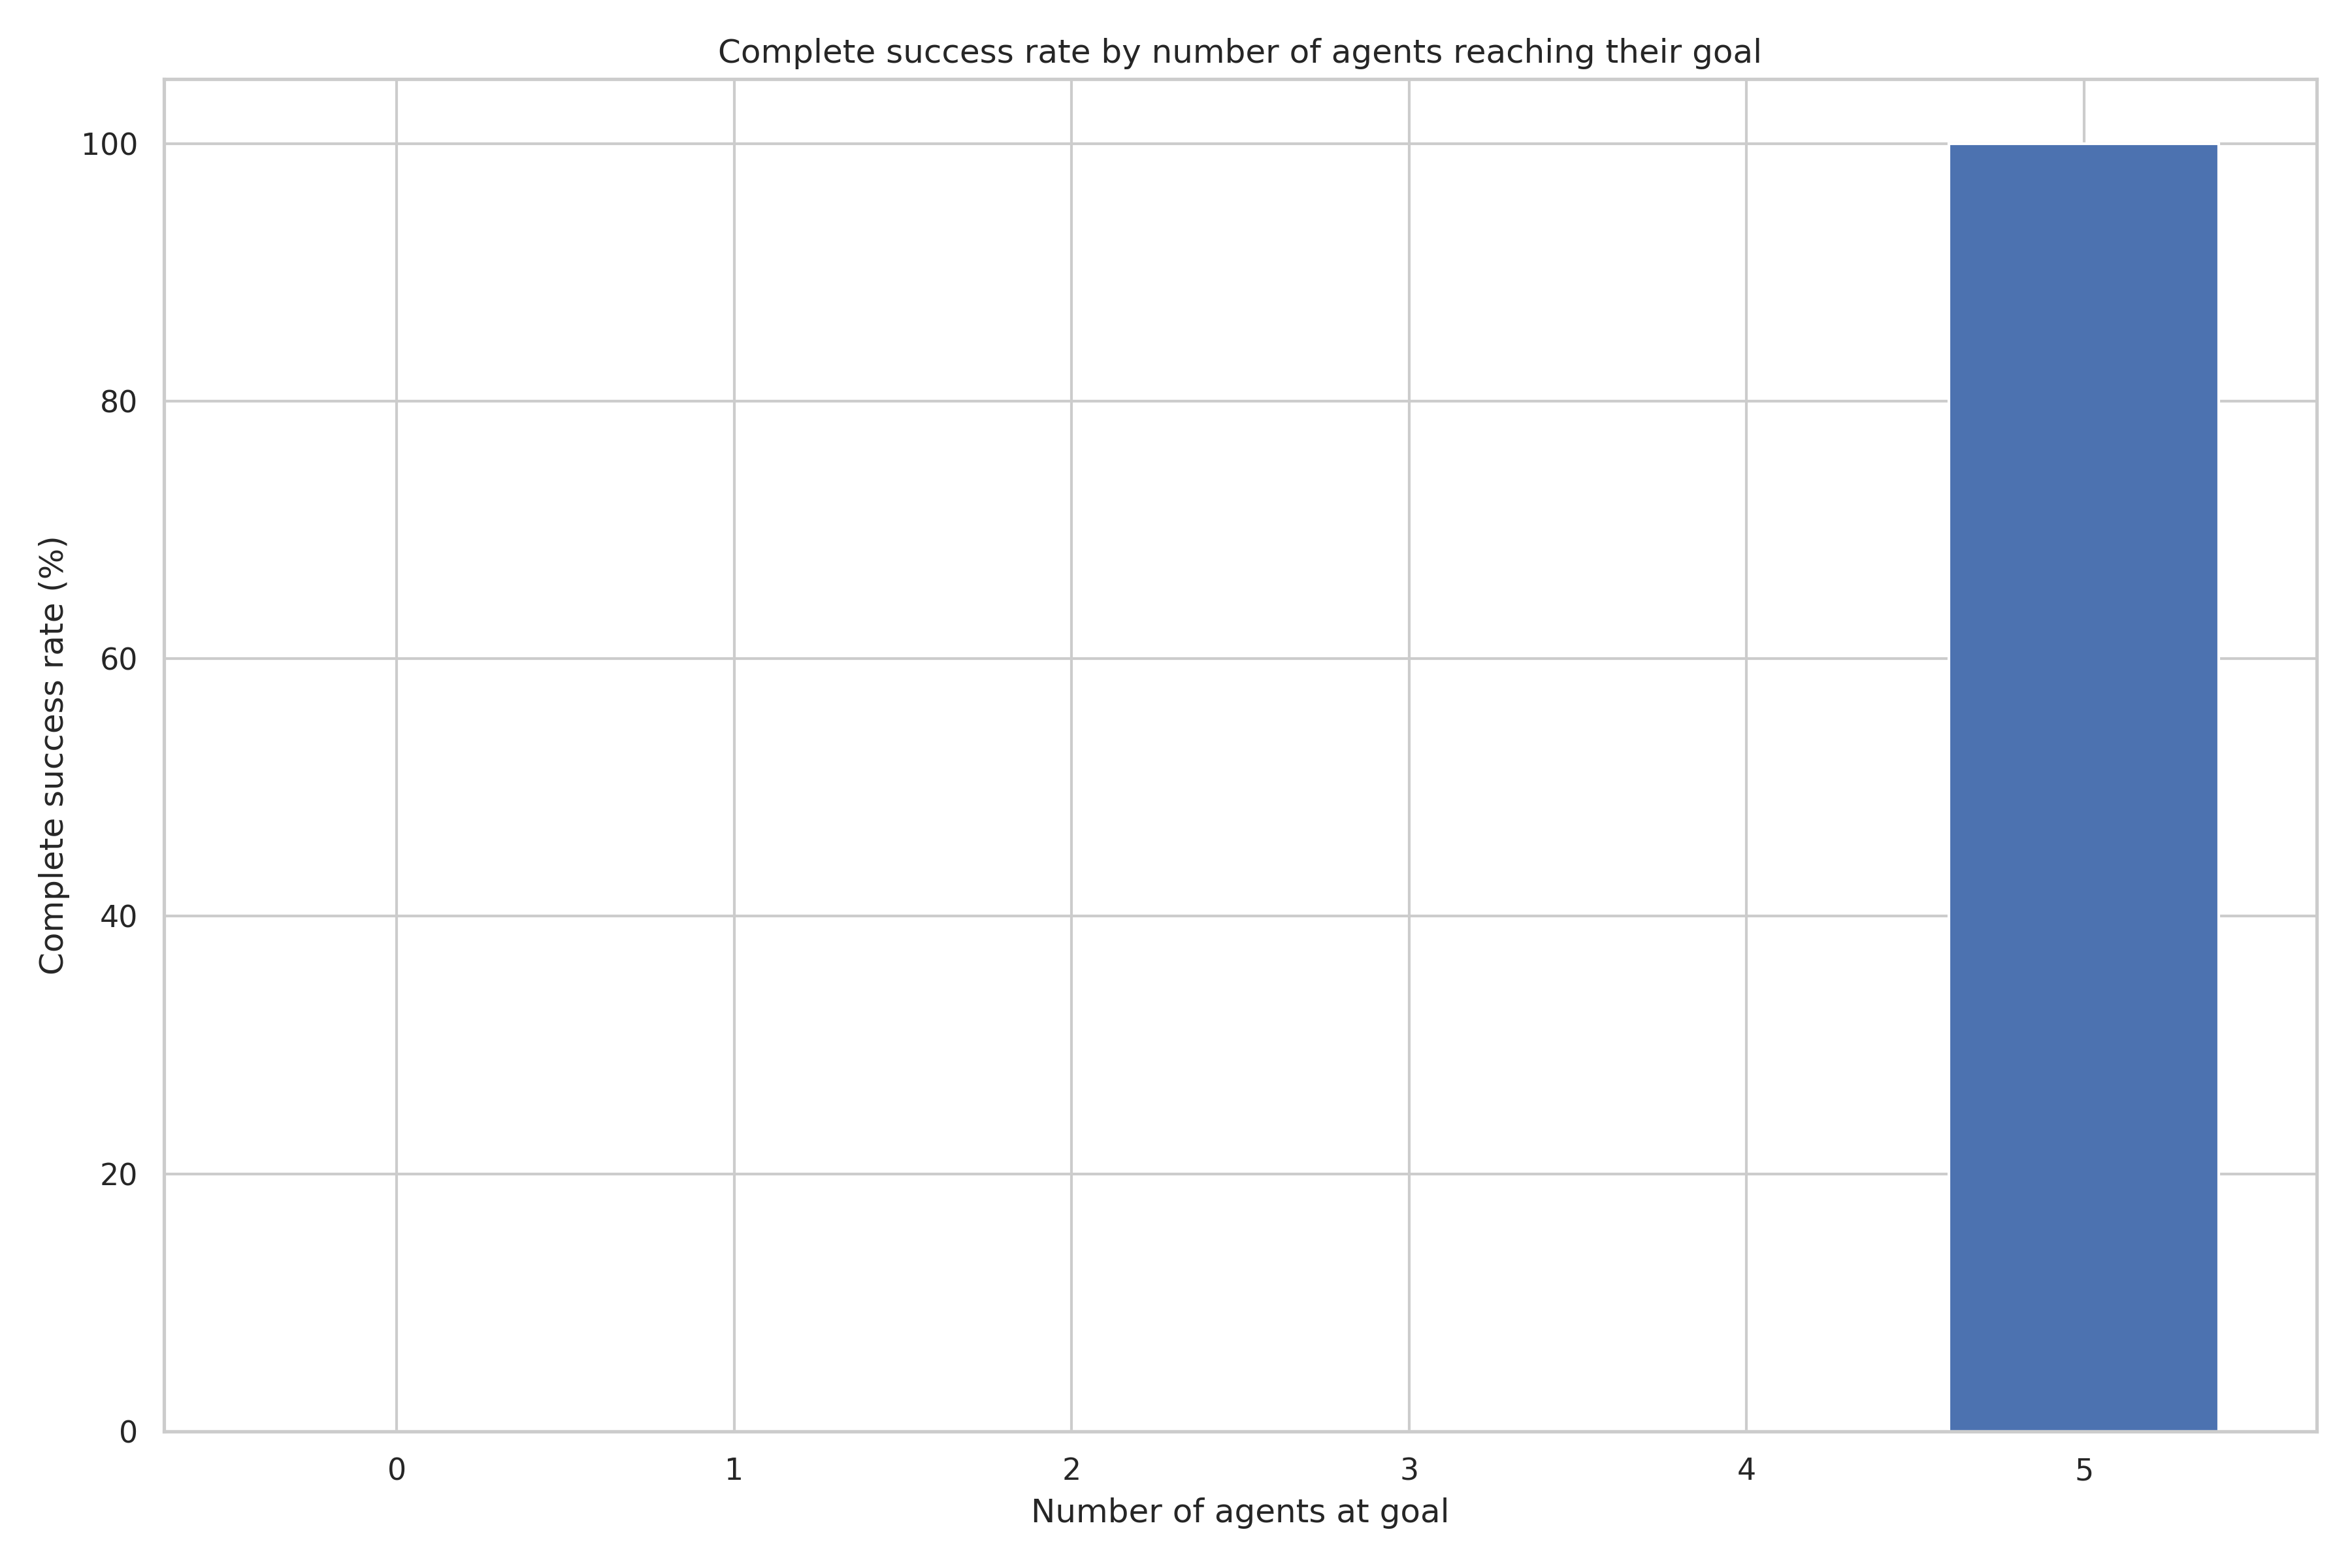 Complete success rate by number of agents reaching their goal
100
80
60
40
20
0
Complete success rate (%)
0 1 2 3 4 5
Number of agents at goal